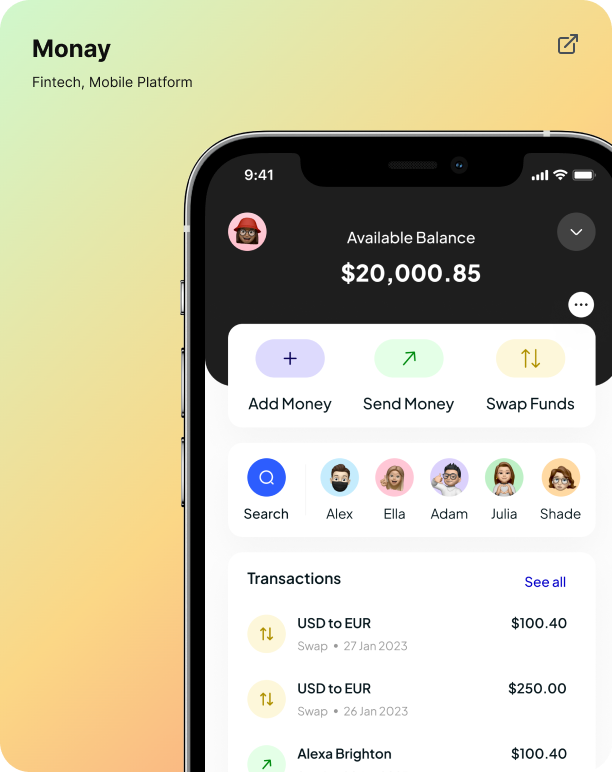 Monay
Fintech, Mobile Platform
9:41
Available Balance
$20,000.85
Add Money Send Money Swap Funds
Search Alex Ella Adam Julia Shade
Transactions See all
USD to EUR $100.40
Swap • 27 Jan 2023
USD to EUR $250.00
Swap • 26 Jan 2023
Alexa Brighton $100.40